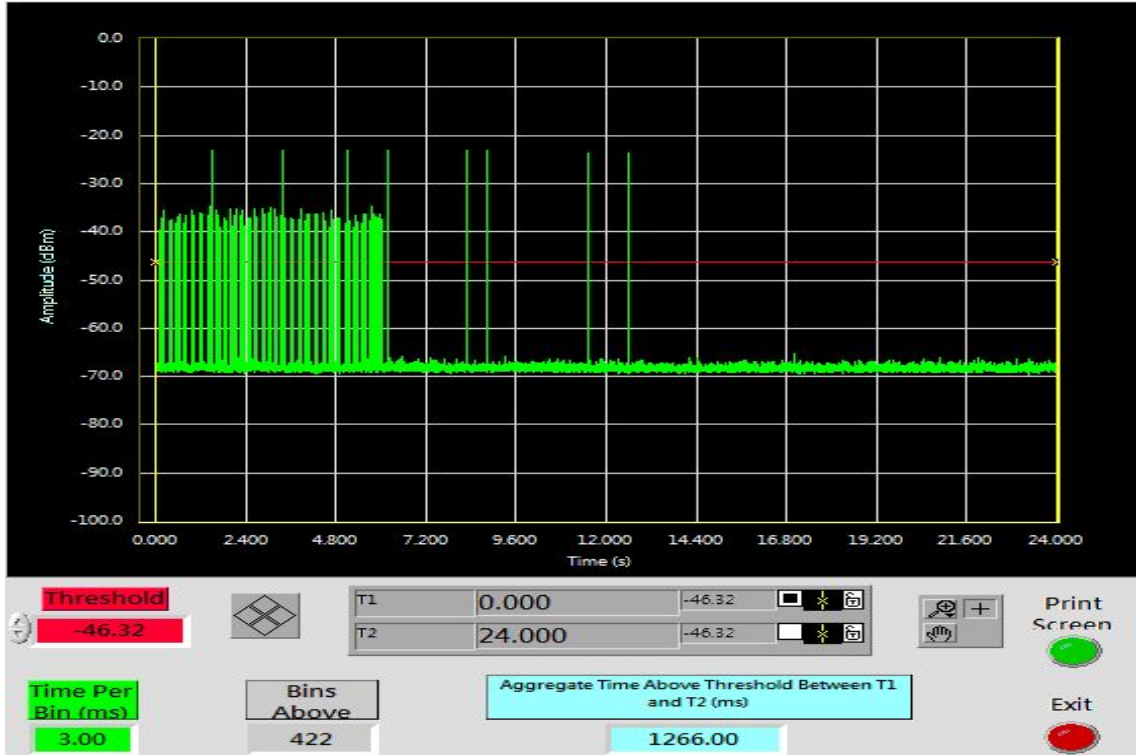 0.0
-10.0
-20.0
-30.0
-40.0
-50.0
-60.0
-70.0
-80.0
-90.0
-100.0
Amplitude (dBm)
0.000 2.400 4.800 7.200 9.600 12.000 14.400 16.800 19.200 21.600 24.000
Time (s)
Threshold
-46.32
T1 0.000 -46.32
T2 24.000 -46.32
Print
Screen
Time Per
Bin (ms)
3.00
Bins
Above
422
Aggregate Time Above Threshold Between T1
and T2 (ms)
1266.00
Exit